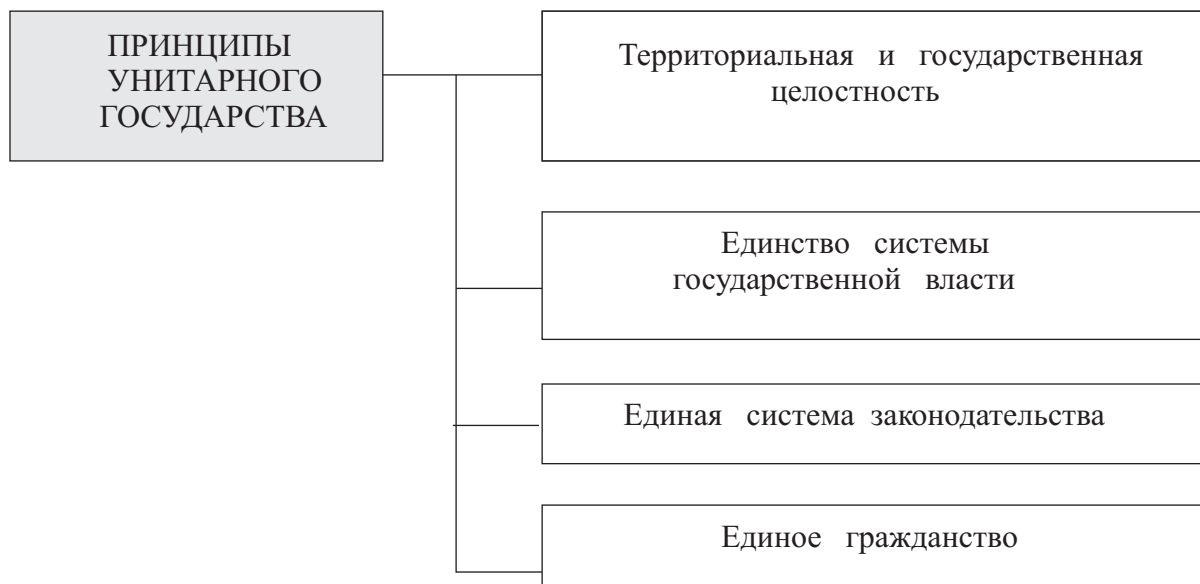 ПРИНЦИПЫ
УНИТАРНОГО
ГОСУДАРСТВА
Территориальная и государственная
целостность
Единство системы
государственной власти
Единая система законодательства
Единое гражданство